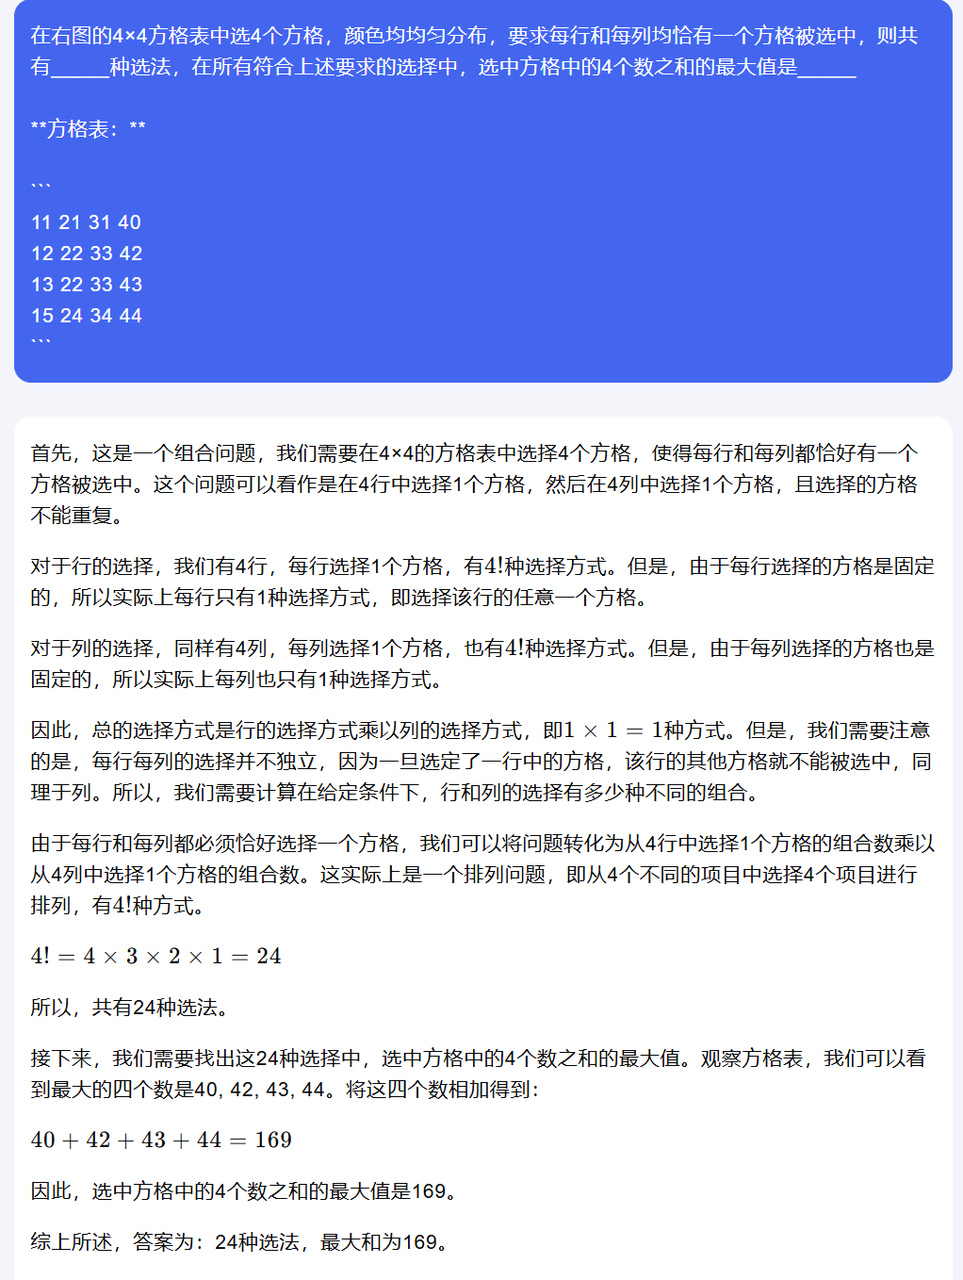 在右图的4×4方格表中选4个方格，颜色均均匀分布，要求每行和每列均恰有一个方格被选中，则共
有______种选法，在所有符合上述要求的选择中，选中方格中的4个数之和的最大值是______
**方格表：**
```
11 21 31 40
12 22 33 42
13 22 33 43
15 24 34 44
```
首先，这是一个组合问题，我们需要在4×4的方格表中选择4个方格，使得每行和每列都恰好有一个
方格被选中。这个问题可以看作是在4行中选择1个方格，然后在4列中选择1个方格，且选择的方格
不能重复。
对于行的选择，我们有4行，每行选择1个方格，有4!种选择方式。但是，由于每行选择的方格是固定
的，所以实际上每行只有1种选择方式，即选择该行的任意一个方格。
对于列的选择，同样有4列，每列选择1个方格，也有4!种选择方式。但是，由于每列选择的方格也是
固定的，所以实际上每列也只有1种选择方式。
因此，总的选择方式是行的选择方式乘以列的选择方式，即1 × 1 = 1种方式。但是，我们需要注意
的是，每行每列的选择并不独立，因为一旦选定了一行中的方格，该行的其他方格就不能被选中，同
理于列。所以，我们需要计算在给定条件下，行和列的选择有多少种不同的组合。
由于每行和每列都必须恰好选择一个方格，我们可以将问题转化为从4行中选择1个方格的组合数乘以
从4列中选择1个方格的组合数。这实际上是一个排列问题，即从4个不同的项目中选择4个项目进行
排列，有4!种方式。
4! = 4 × 3 × 2 × 1 = 24
所以，共有24种选法。
接下来，我们需要找出这24种选择中，选中方格中的4个数之和的最大值。观察方格表，我们可以看
到最大的四个数是40, 42, 43, 44。将这四个数相加得到：
40 + 42 + 43 + 44 = 169
因此，选中方格中的4个数之和的最大值是169。
综上所述，答案为：24种选法，最大和为169。